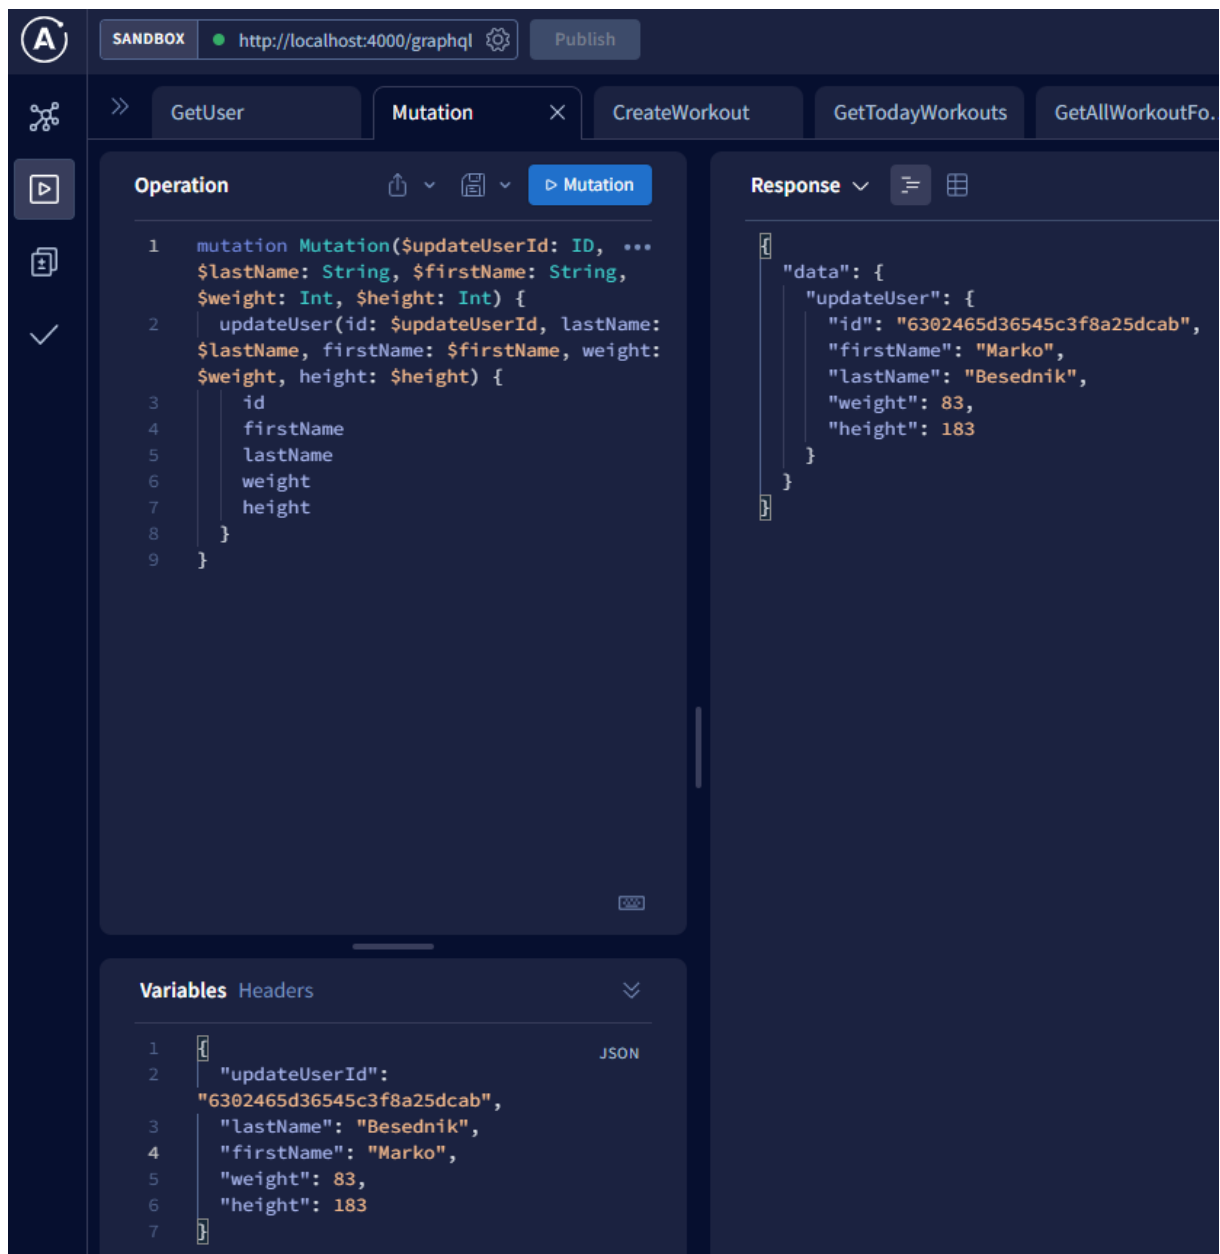 A
SANDBOX http://localhost:4000/graphql Publish
GetUser Mutation CreateWorkout GetTodayWorkouts GetAllWorkoutFo.
Operation Mutation
1 mutation Mutation($updateUserId: ID, •••
$lastName: String, $firstName: String,
$weight: Int, $height: Int) {
2 updateUser(id: $updateUserId, lastName:
$lastName, firstName: $firstName, weight:
$weight, height: $height) {
3 id
4 firstName
5 lastName
6 weight
7 height
8 }
9 }
Response
{
"data": {
"updateUser": {
"id": "6302465d36545c3f8a25dcab",
"firstName": "Marko",
"lastName": "Besednik",
"weight": 83,
"height": 183
}
}
}
Variables Headers
JSON
1 {
2 "updateUserId":
"6302465d36545c3f8a25dcab",
3 "lastName": "Besednik",
4 "firstName": "Marko",
5 "weight": 83,
6 "height": 183
7 }